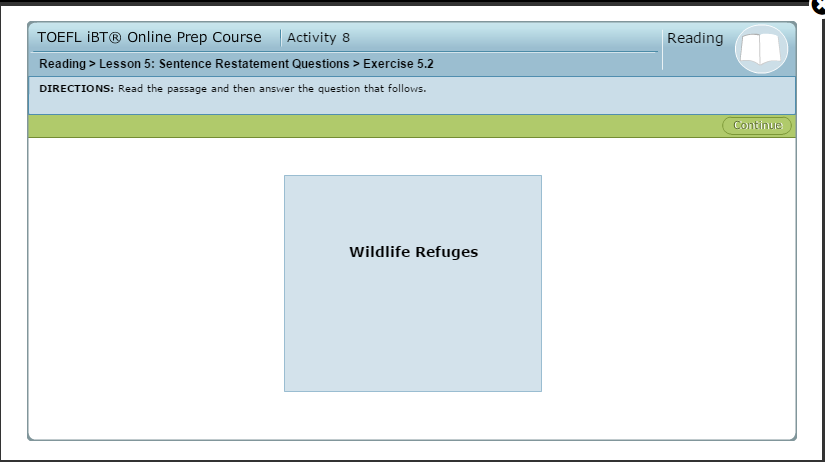 TOEFL iBT® Online Prep Course Activity 8 Reading
Reading > Lesson 5: Sentence Restatement Questions > Exercise 5.2
DIRECTIONS: Read the passage and then answer the question that follows.
Continue
Wildlife Refuges